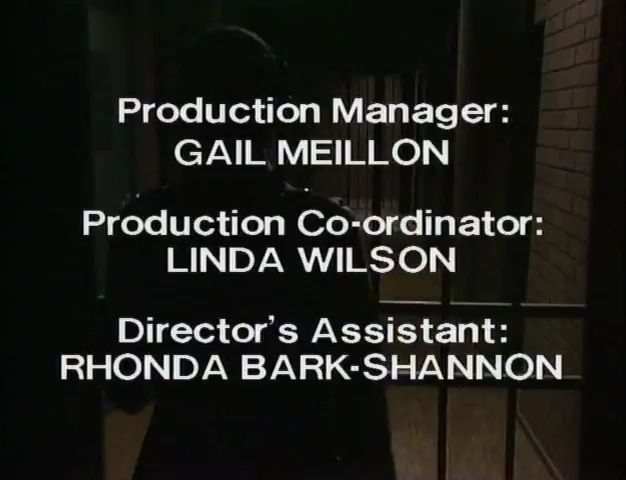 Production Manager:
GAIL MEILLON
Production Co-ordinator:
LINDA WILSON
Director's Assistant:
RHONDA BARK-SHANNON